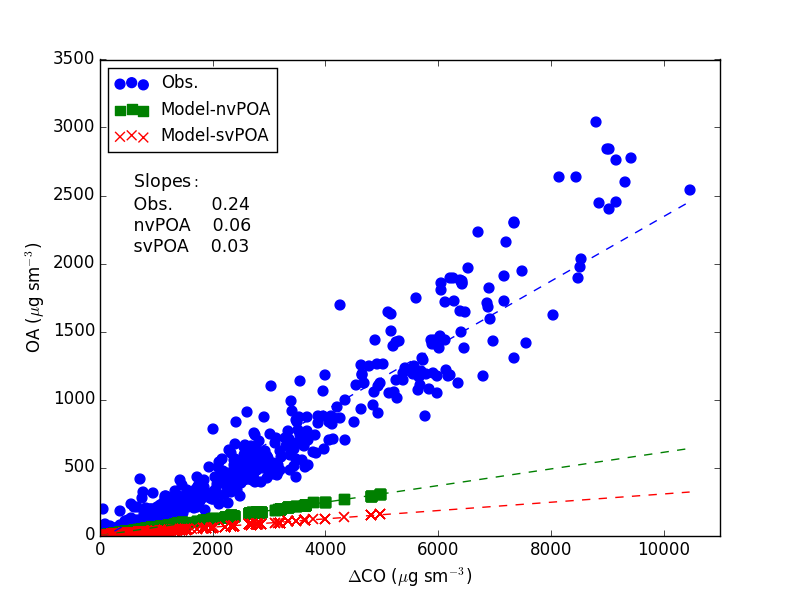 3500
3000
2500
2000
1500
1000
500
0
0 2000 4000 6000 8000 10000
OA (μg sm⁻³)
ΔCO (μg sm⁻³)
Obs.
Model-nvPOA
Model-svPOA
Slopes:
Obs. 0.24
nvPOA 0.06
svPOA 0.03